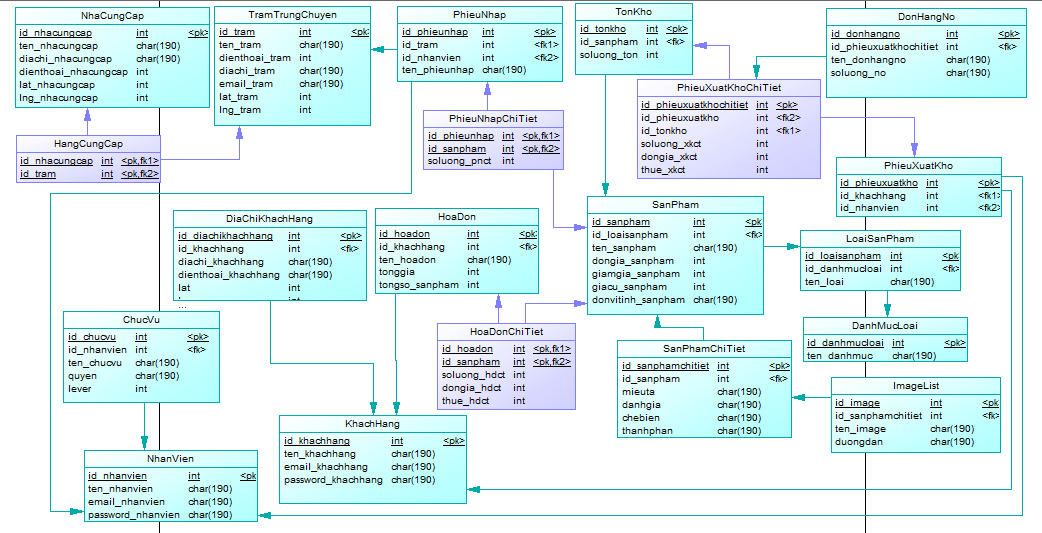 NhaCungCap
id_nhacungcap int <pk>
ten_nhacungcap char(190)
diachi_nhacungcap char(190)
dienthoai_nhacungcap int
lat_nhacungcap int
lng_nhacungcap int
TramTrungChuyen
id_tram int <pk>
ten_tram char(190)
dienthoai_tram int
diachi_tram char(190)
email_tram char(190)
lat_tram int
lng_tram int
PhieuNhap
id_phieunhap int <pk>
id_tram int <fk1>
id_nhanvien int <fk2>
ten_phieunhap char(190)
TonKho
id_tonkho int <pk>
id_sanpham int <fk>
soluong_ton int
DonHangNo
id_donhangno int <pk>
id_phieuxuatkhochitiet int <fk>
ten_donhangno char(190)
soluong_no char(190)
HangCungCap
id_nhacungcap int <pk,fk1>
id_tram int <pk,fk2>
PhieuNhapChiTiet
id_phieunhap int <pk,fk1>
id_sanpham int <pk,fk2>
soluong_pnct int
PhieuXuatKhoChiTiet
id_phieuxuatkhochitiet int <pk>
id_phieuxuatkho int <fk2>
id_tonkho int <fk1>
soluong_xkct int
dongia_xkct int
thue_xkct int
PhieuXuatKho
id_phieuxuatkho int <pk>
id_khachhang int <fk1>
id_nhanvien int <fk2>
DiaChiKhachHang
id_diachikhachhang int <pk>
id_khachhang int <fk>
diachi_khachhang char(190)
dienthoai_khachhang char(190)
lat int
...
HoaDon
id_hoadon int <pk>
id_khachhang int <fk>
ten_hoadon char(190)
tonggia int
tongso_sanpham int
SanPham
id_sanpham int <pk
id_loaisanpham int <fk>
ten_sanpham char(190)
dongia_sanpham int
giamgia_sanpham int
giacu_sanpham int
donvitinh_sanpham char(190)
LoaiSanPham
id_loaisanpham int <pk
id_danhmucloai int <fk>
ten_loai char(190)
ChucVu
id_chucvu int <pk>
id_nhanvien int <fk>
ten_chucvu char(190)
quyen char(190)
lever int
HoaDonChiTiet
id_hoadon int <pk,fk1>
id_sanpham int <pk,fk2>
soluong_hdct int
dongia_hdct int
thue_hdct int
DanhMucLoai
id_danhmucloai int <pk>
ten_danhmuc char(190)
SanPhamChiTiet
id_sanphamchitiet int <pk>
id_sanpham int <fk>
mieuta char(190)
danhgia char(190)
chebien char(190)
thanhphan char(190)
ImageList
id_image int <pk>
id_sanphamchitiet int <fk>
ten_image char(190)
duongdan char(190)
KhachHang
id_khachhang int <pk>
ten_khachhang char(190)
email_khachhang char(190)
password_khachhang char(190)
NhanVien
id_nhanvien int <pk
ten_nhanvien char(190)
email_nhanvien char(190)
password_nhanvien char(190)